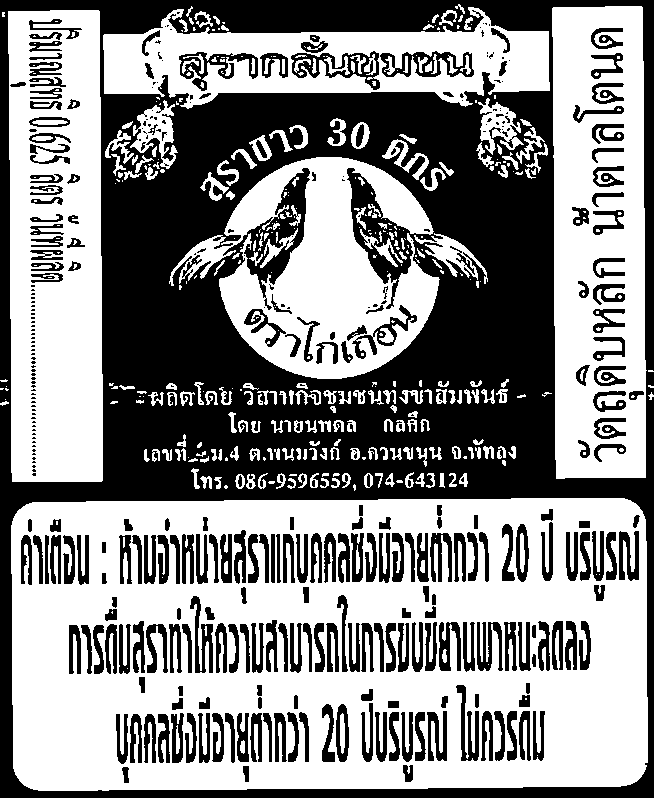 สุรากลั่นชุมชน
สุราขาว 30 ดีกรี
ตราไก่เถื่อน
ผลิตโดย วิสาหกิจชุมชนทุ่งข่าสัมพันธ์
โดย นายนพดล กลศึก
เลขที่ ม.4 ต.พนมวังก์ อ.ควนขนุน จ.พัทลุง
โทร. 086-9596559, 074-643124
ปริมาณสุทธิ 0.625 ลิตร วันที่ผลิต................
วัตถุดิบหลัก น้ำตาลโตนด
คำเตือน : ห้ามจำหน่ายสุราแก่บุคคลซึ่งมีอายุต่ำกว่า 20 ปี บริบูรณ์
การดื่มสุราทำให้ความสามารถในการขับขี่ยานพาหนะลดลง
บุคคลซึ่งมีอายุต่ำกว่า 20 ปีบริบูรณ์ ไม่ควรดื่ม